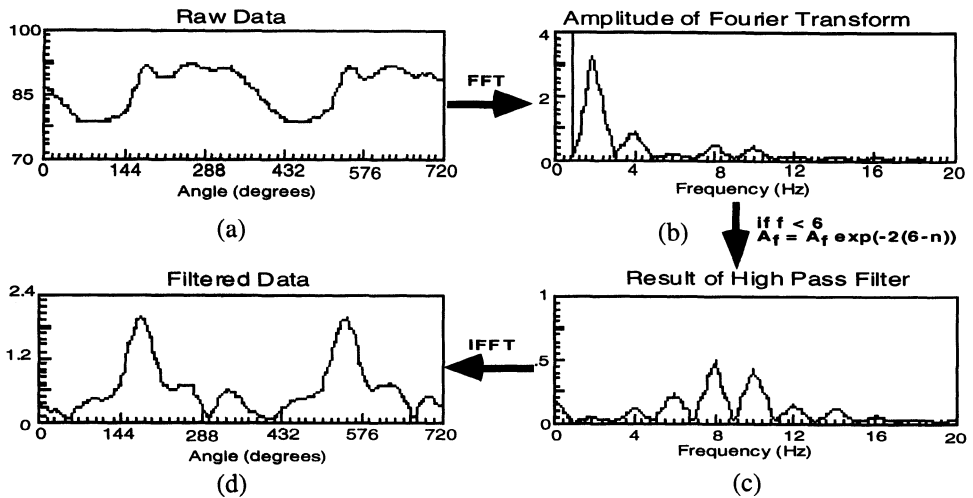 Raw Data
100
85
70
0 144 288 432 576 720
Angle (degrees)
(a)
FFT
Amplitude of Fourier Transform
4
2
0
0 4 8 12 16 20
Frequency (Hz)
(b)
if f < 6
A_f = A_f exp(-2(6-n))
Filtered Data
2.4
1.2
0
0 144 288 432 576 720
Angle (degrees)
(d)
IFFT
Result of High Pass Filter
1
.5
0
0 4 8 12 16 20
Frequency (Hz)
(c)